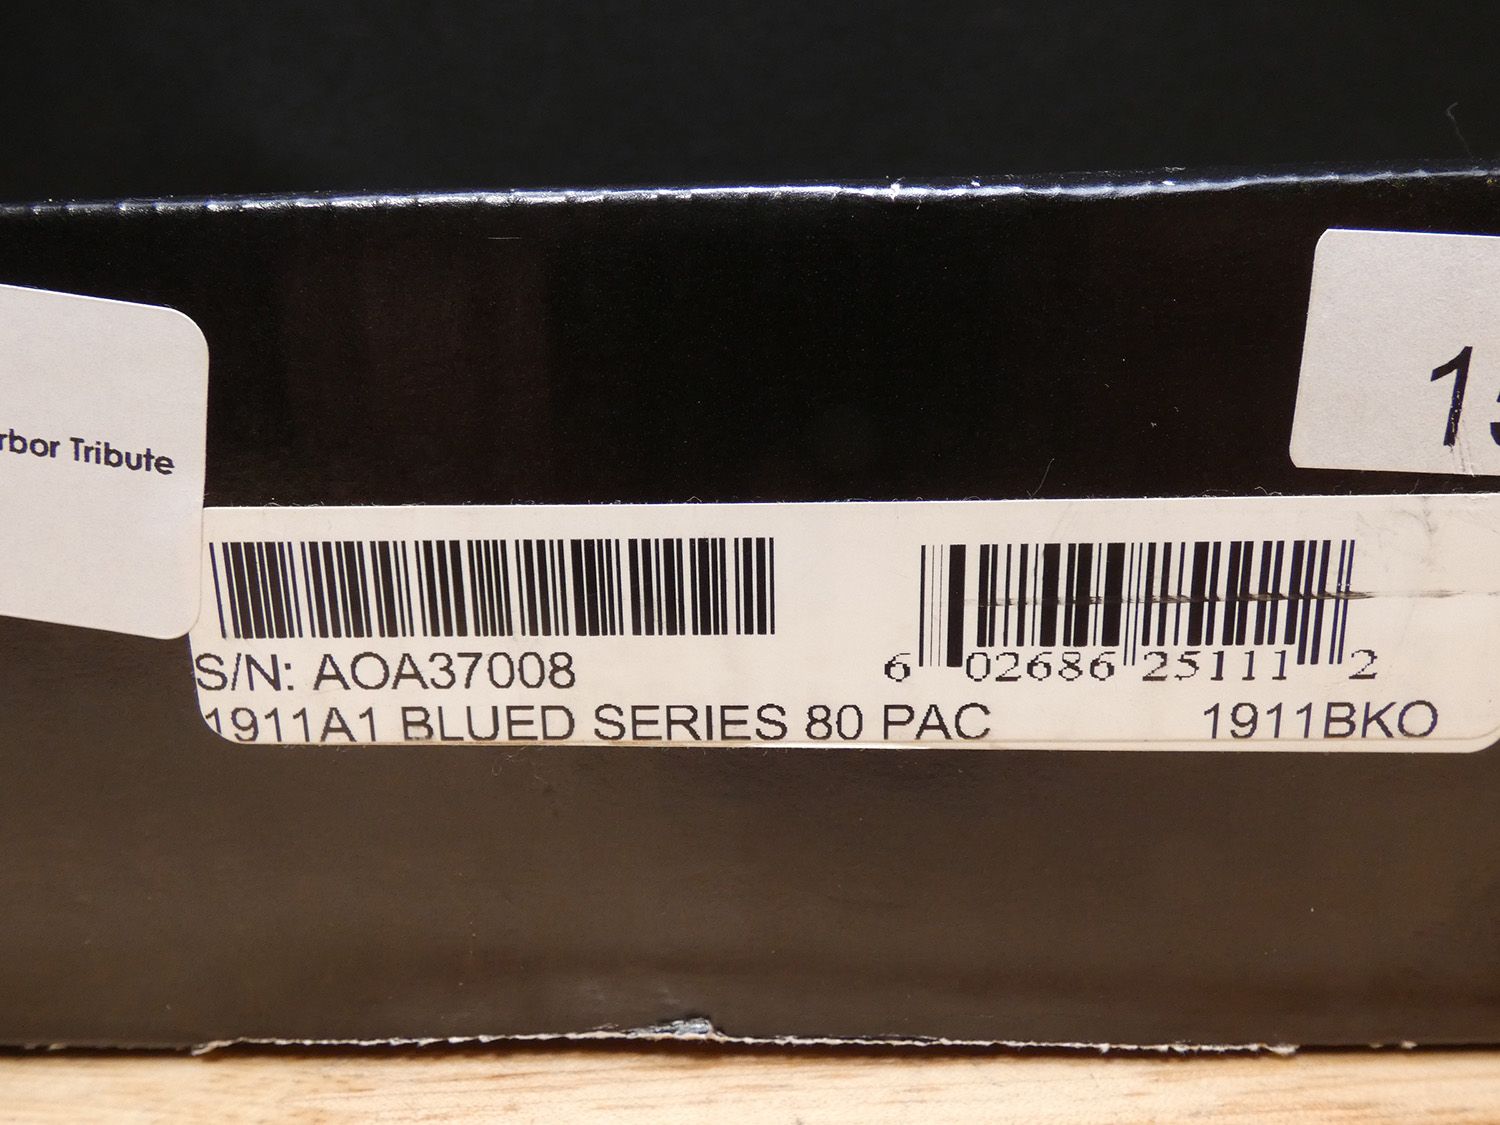 rbor Tribute
S/N: AOA37008
6 02686 25111 2
1911A1 BLUED SERIES 80 PAC 1911BKO